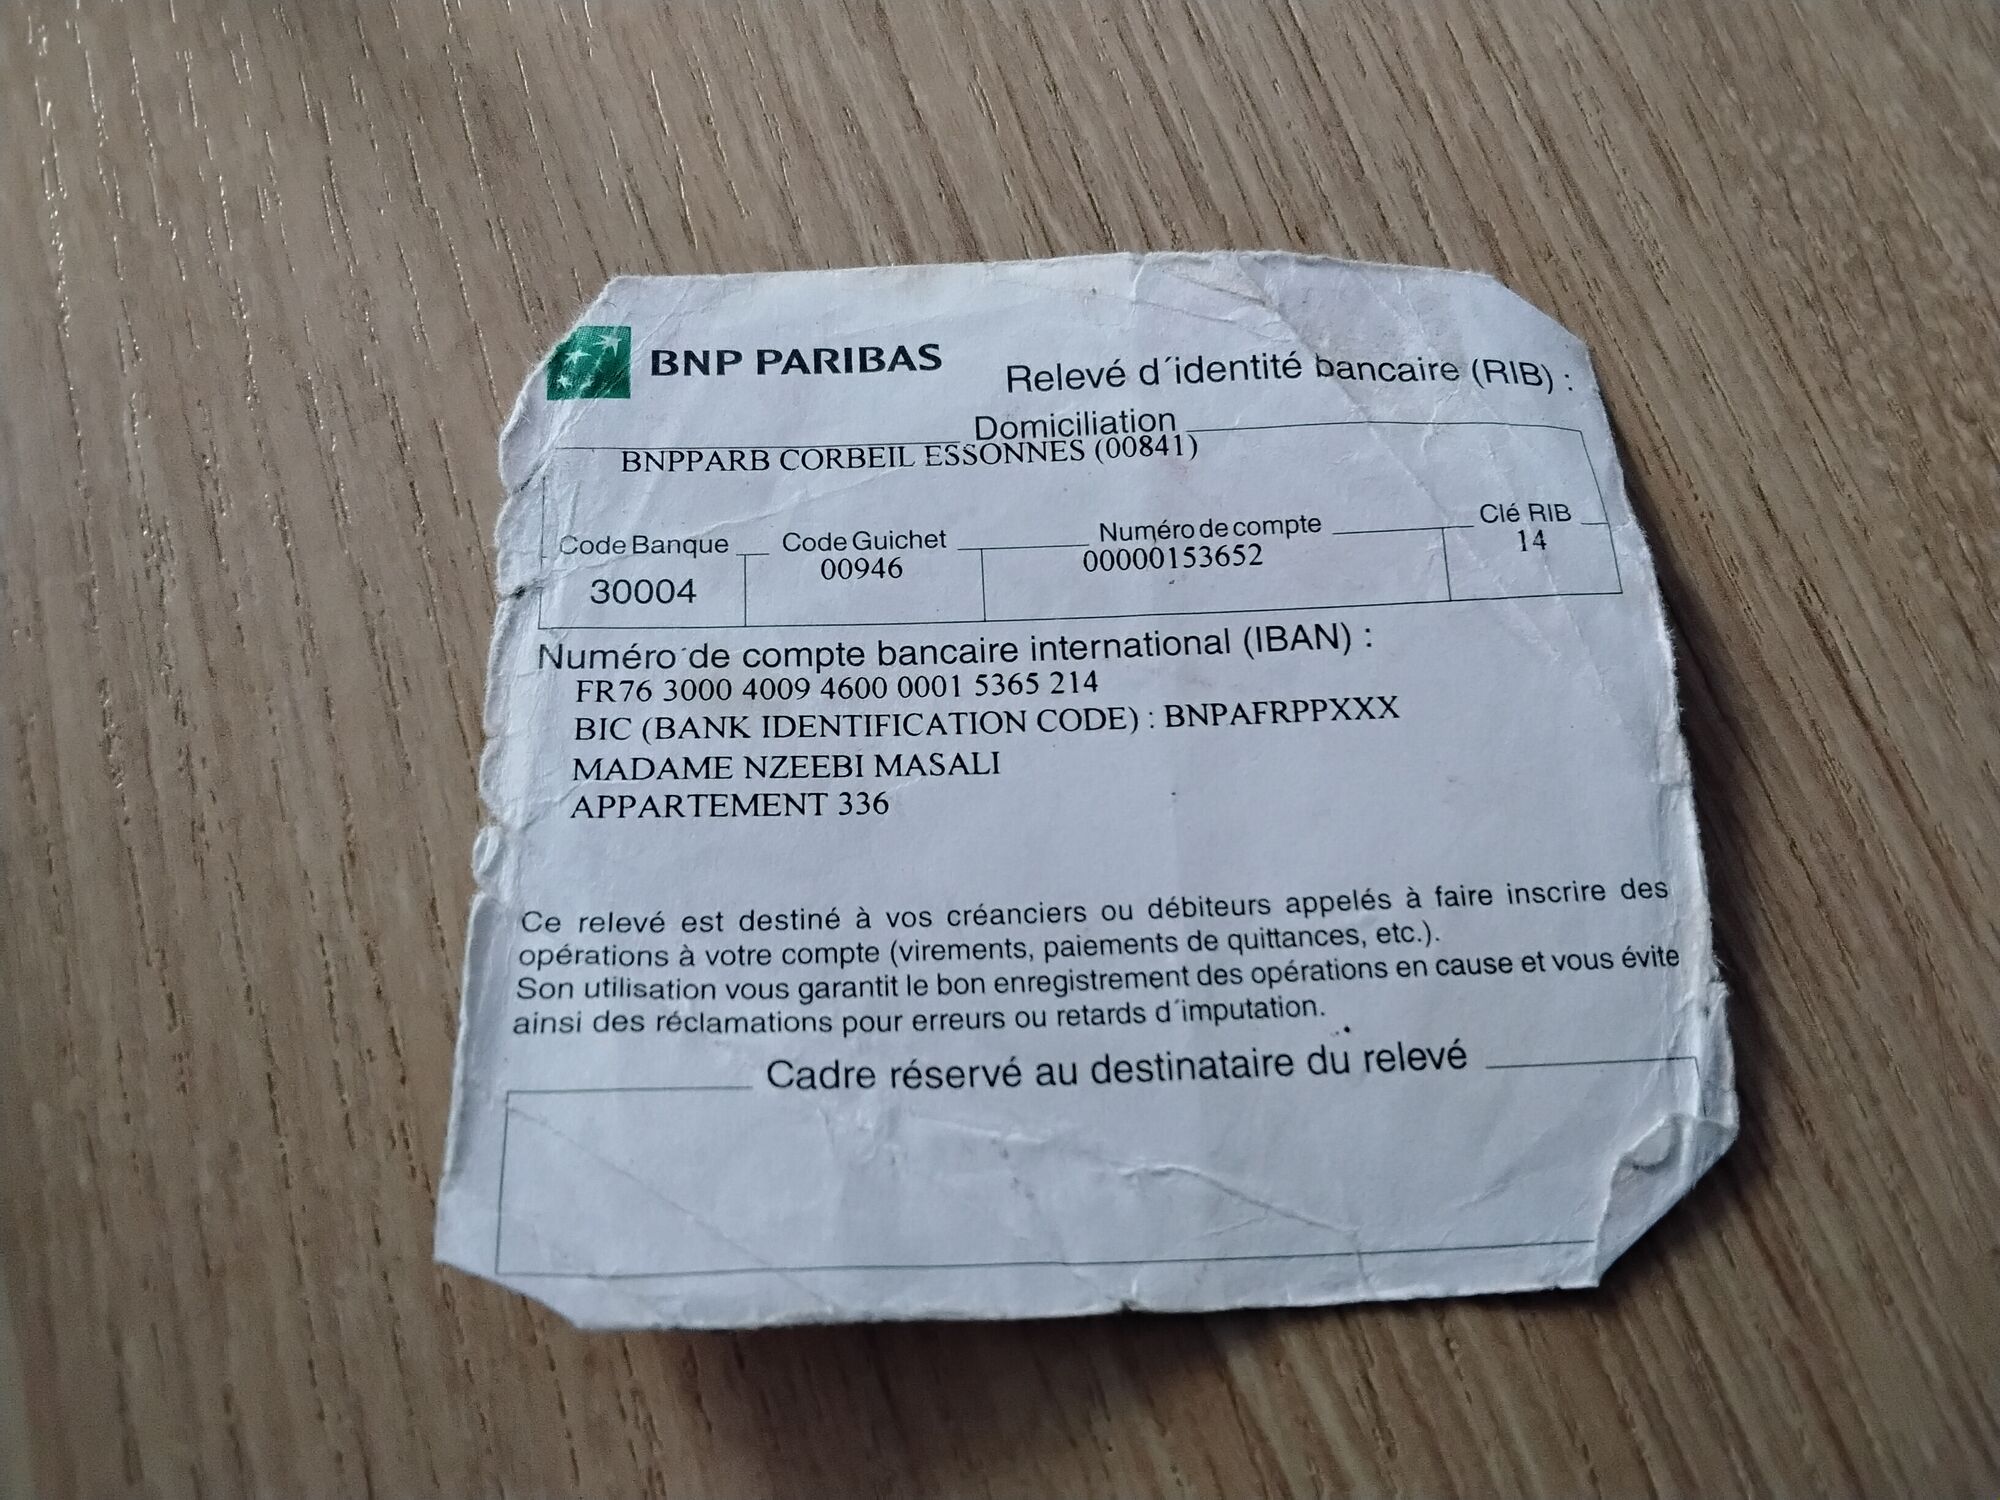 BNP PARIBAS
Relevé d´identité bancaire (RIB) :
Domiciliation
BNPPARB CORBEIL ESSONNES (00841)
Code Banque Code Guichet Numéro de compte Clé RIB
30004 00946 00000153652 14
Numéro de compte bancaire international (IBAN) :
FR76 3000 4009 4600 0001 5365 214
BIC (BANK IDENTIFICATION CODE) : BNPAFRPPXXX
MADAME NZEEBI MASALI
APPARTEMENT 336
Ce relevé est destiné à vos créanciers ou débiteurs appelés à faire inscrire des
opérations à votre compte (virements, paiements de quittances, etc.).
Son utilisation vous garantit le bon enregistrement des opérations en cause et vous évite
ainsi des réclamations pour erreurs ou retards d´imputation.
Cadre réservé au destinataire du relevé